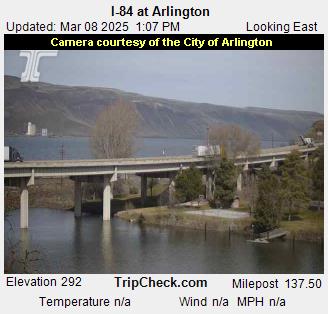 I-84 at Arlington
Updated: Mar 08 2025 1:07 PM Looking East
Camera courtesy of the City of Arlington
Elevation 292 TripCheck.com Milepost 137.50
Temperature n/a Wind n/a MPH n/a